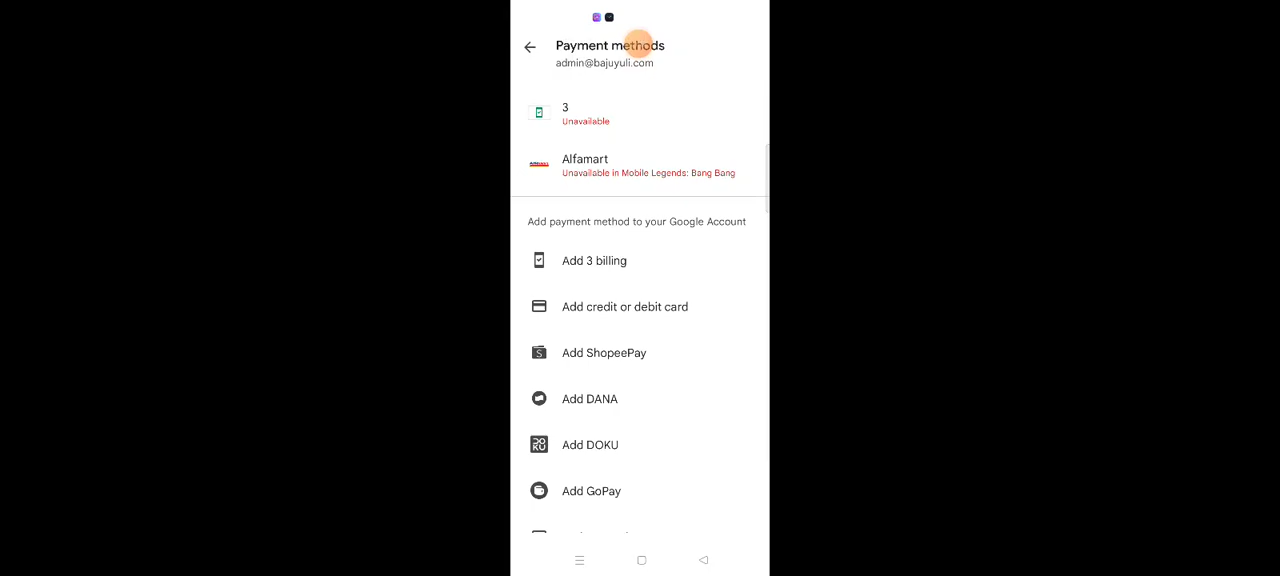 Payment methods
admin@bajuyuli.com
3
Unavailable
Alfamart
Unavailable in Mobile Legends: Bang Bang
Add payment method to your Google Account
Add 3 billing
Add credit or debit card
Add ShopeePay
Add DANA
Add DOKU
Add GoPay